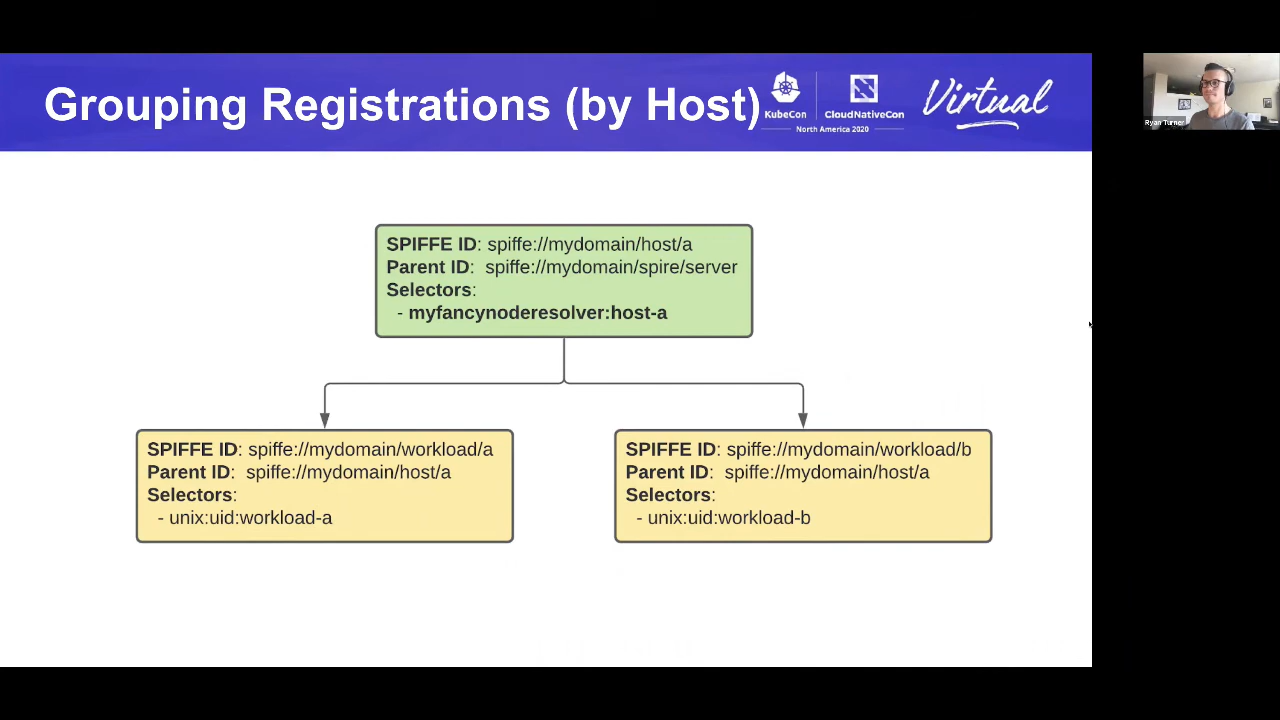 Grouping Registrations (by Host)
KubeCon
CloudNativeCon
North America 2020
Virtual
Ryan Turner
SPIFFE ID: spiffe://mydomain/host/a
Parent ID: spiffe://mydomain/spire/server
Selectors:
- myfancynoderesolver:host-a
SPIFFE ID: spiffe://mydomain/workload/a
Parent ID: spiffe://mydomain/host/a
Selectors:
- unix:uid:workload-a
SPIFFE ID: spiffe://mydomain/workload/b
Parent ID: spiffe://mydomain/host/a
Selectors:
- unix:uid:workload-b